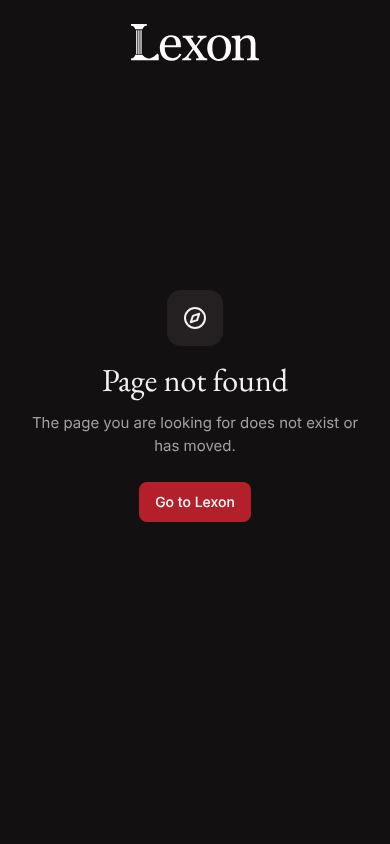 Lexon
Page not found
The page you are looking for does not exist or
has moved.
Go to Lexon